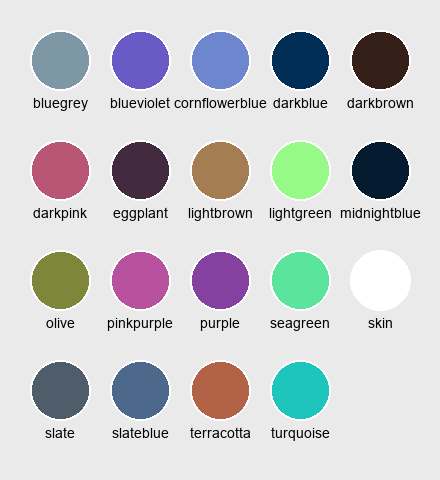 bluegrey blueviolet cornflowerblue darkblue darkbrown
darkpink eggplant lightbrown lightgreen midnightblue
olive pinkpurple purple seagreen skin
slate slateblue terracotta turquoise